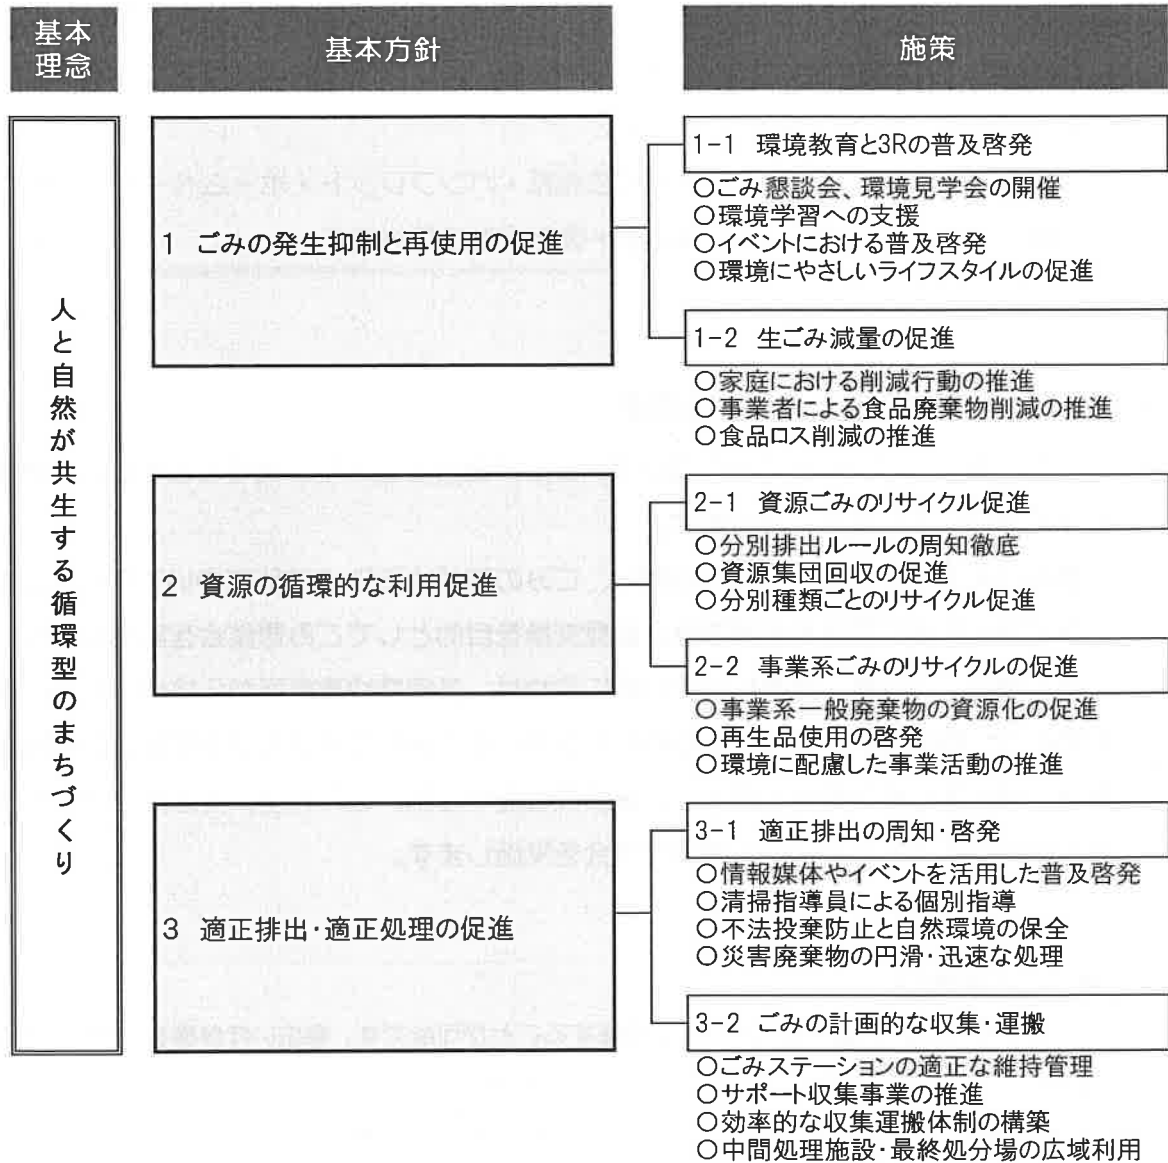 基本
理念
基本方針
施策
人と自然が共生する循環型のまちづくり
1 ごみの発生抑制と再使用の促進
1-1 環境教育と3Rの普及啓発
○ごみ懇談会、環境見学会の開催
○環境学習への支援
○イベントにおける普及啓発
○環境にやさしいライフスタイルの促進
1-2 生ごみ減量の促進
○家庭における削減行動の推進
○事業者による食品廃棄物削減の推進
○食品ロス削減の推進
2 資源の循環的な利用促進
2-1 資源ごみのリサイクル促進
○分別排出ルールの周知徹底
○資源集団回収の促進
○分別種類ごとのリサイクル促進
2-2 事業系ごみのリサイクルの促進
○事業系一般廃棄物の資源化の促進
○再生品使用の啓発
○環境に配慮した事業活動の推進
3 適正排出・適正処理の促進
3-1 適正排出の周知・啓発
○情報媒体やイベントを活用した普及啓発
○清掃指導員による個別指導
○不法投棄防止と自然環境の保全
○災害廃棄物の円滑・迅速な処理
3-2 ごみの計画的な収集・運搬
○ごみステーションの適正な維持管理
○サポート収集事業の推進
○効率的な収集運搬体制の構築
○中間処理施設・最終処分場の広域利用